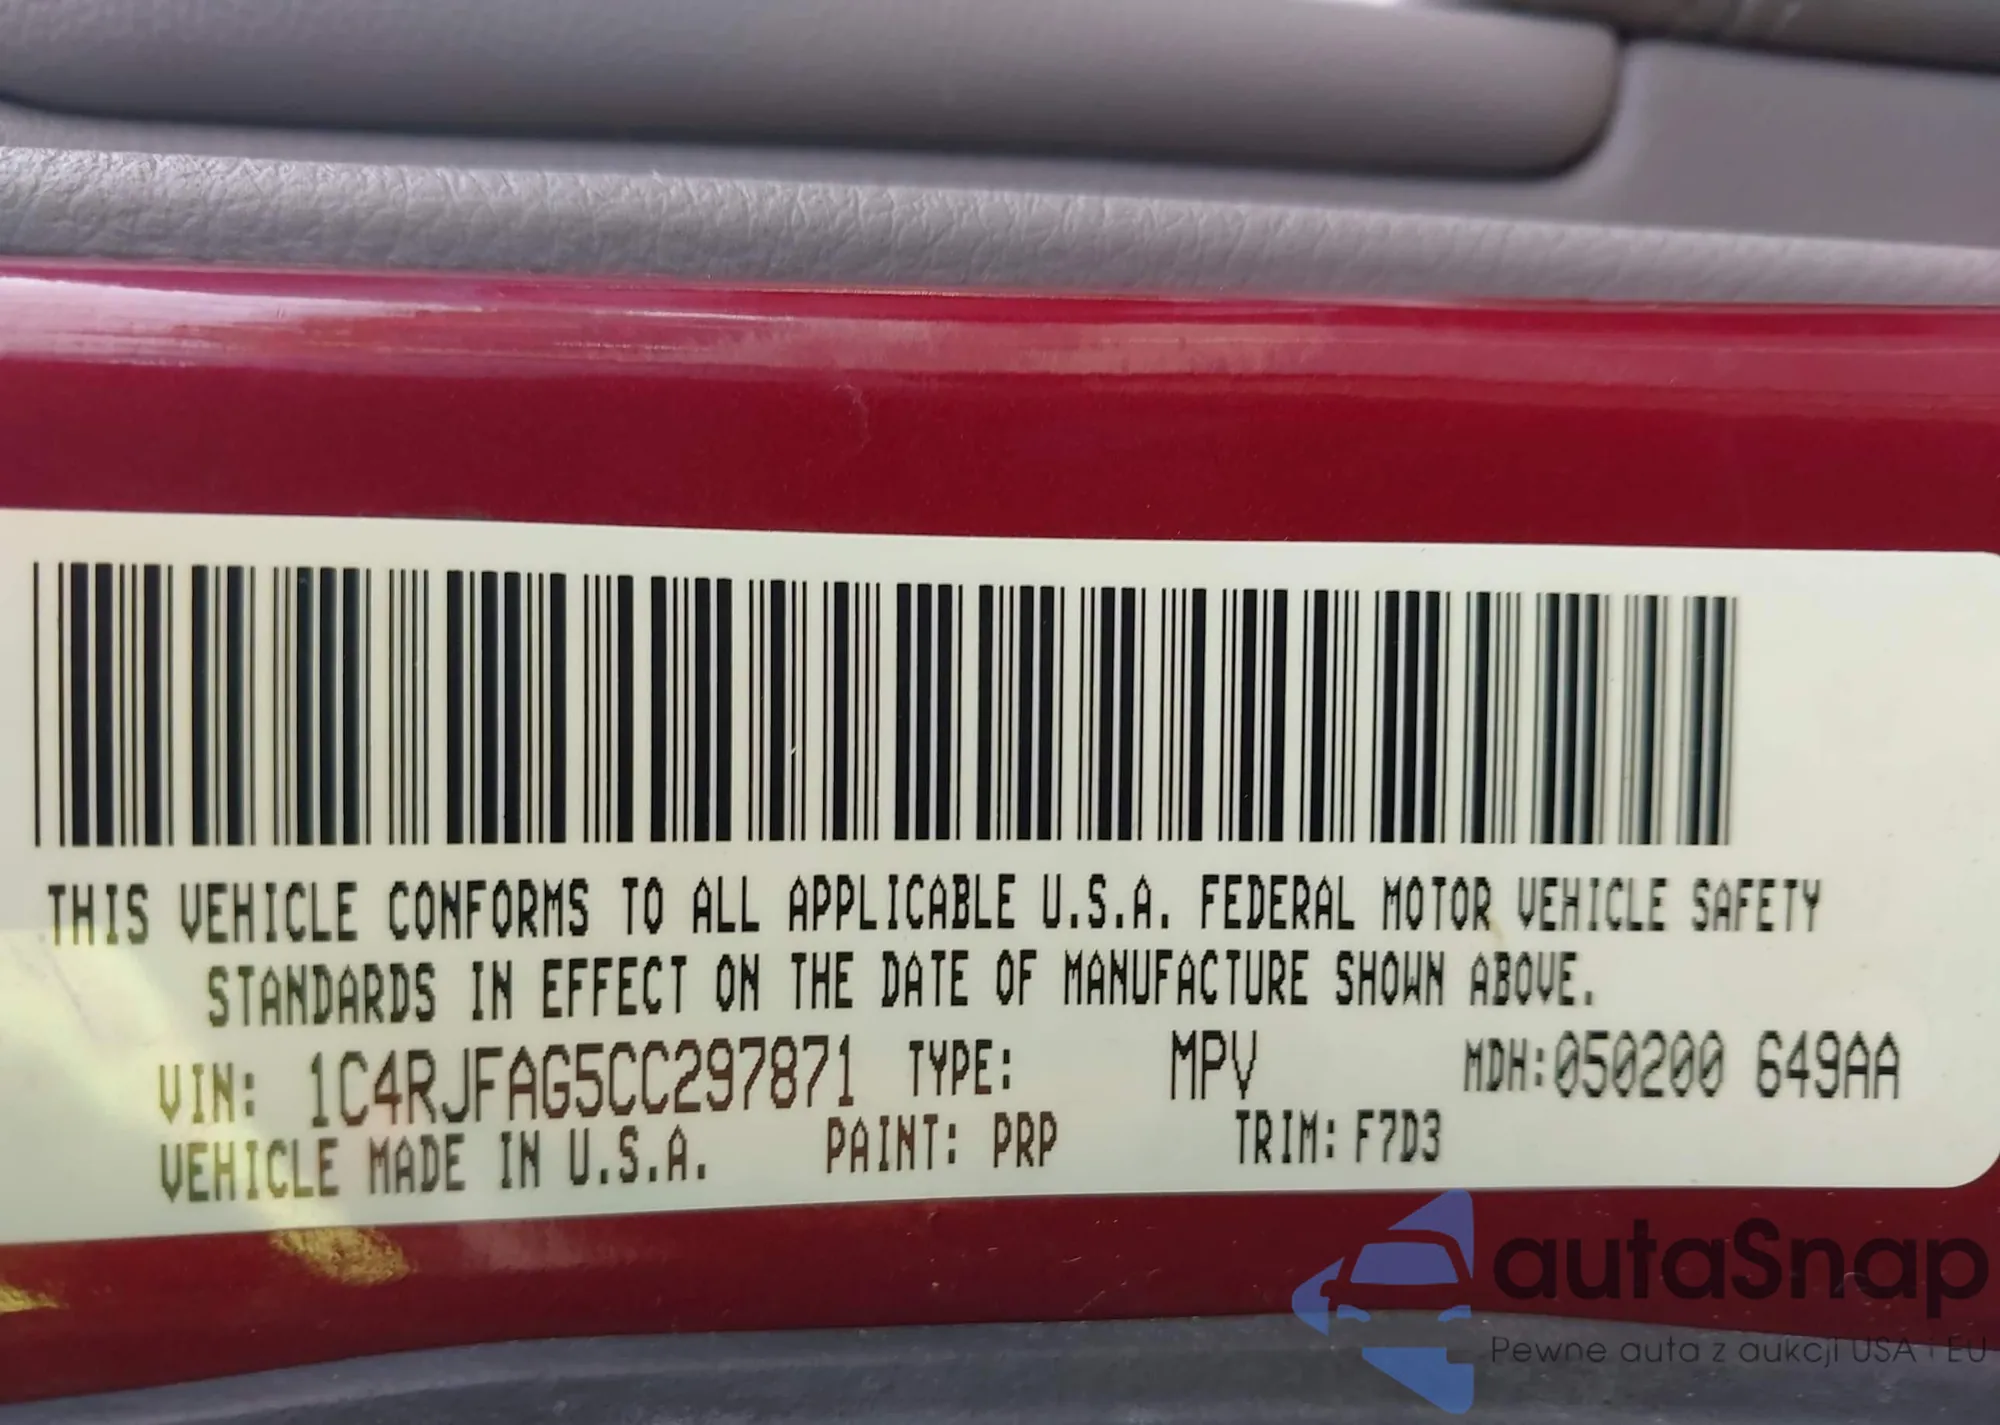 THIS VEHICLE CONFORMS TO ALL APPLICABLE U.S.A. FEDERAL MOTOR VEHICLE SAFETY
STANDARDS IN EFFECT ON THE DATE OF MANUFACTURE SHOWN ABOVE.
VIN: 1C4RJFAG5CC297871 TYPE: MPV MDH:050200 649AA
VEHICLE MADE IN U.S.A. PAINT: PRP TRIM: F7D3
autaSnap
Pewne auta z aukcji USA i EU